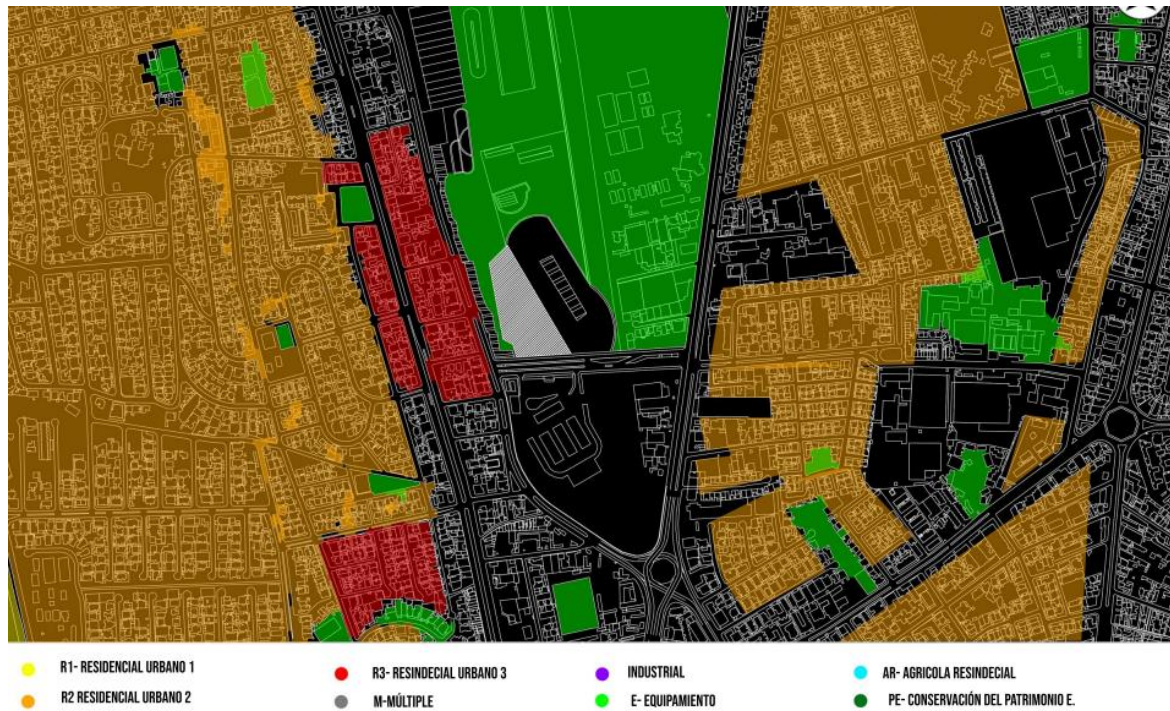 R1- RESIDENCIAL URBANO 1
R2 RESIDENCIAL URBANO 2
R3- RESINDECIAL URBANO 3
M-MÚLTIPLE
INDUSTRIAL
E- EQUIPAMIENTO
AR- AGRICOLA RESINDECIAL
PE- CONSERVACIÓN DEL PATRIMONIO E.